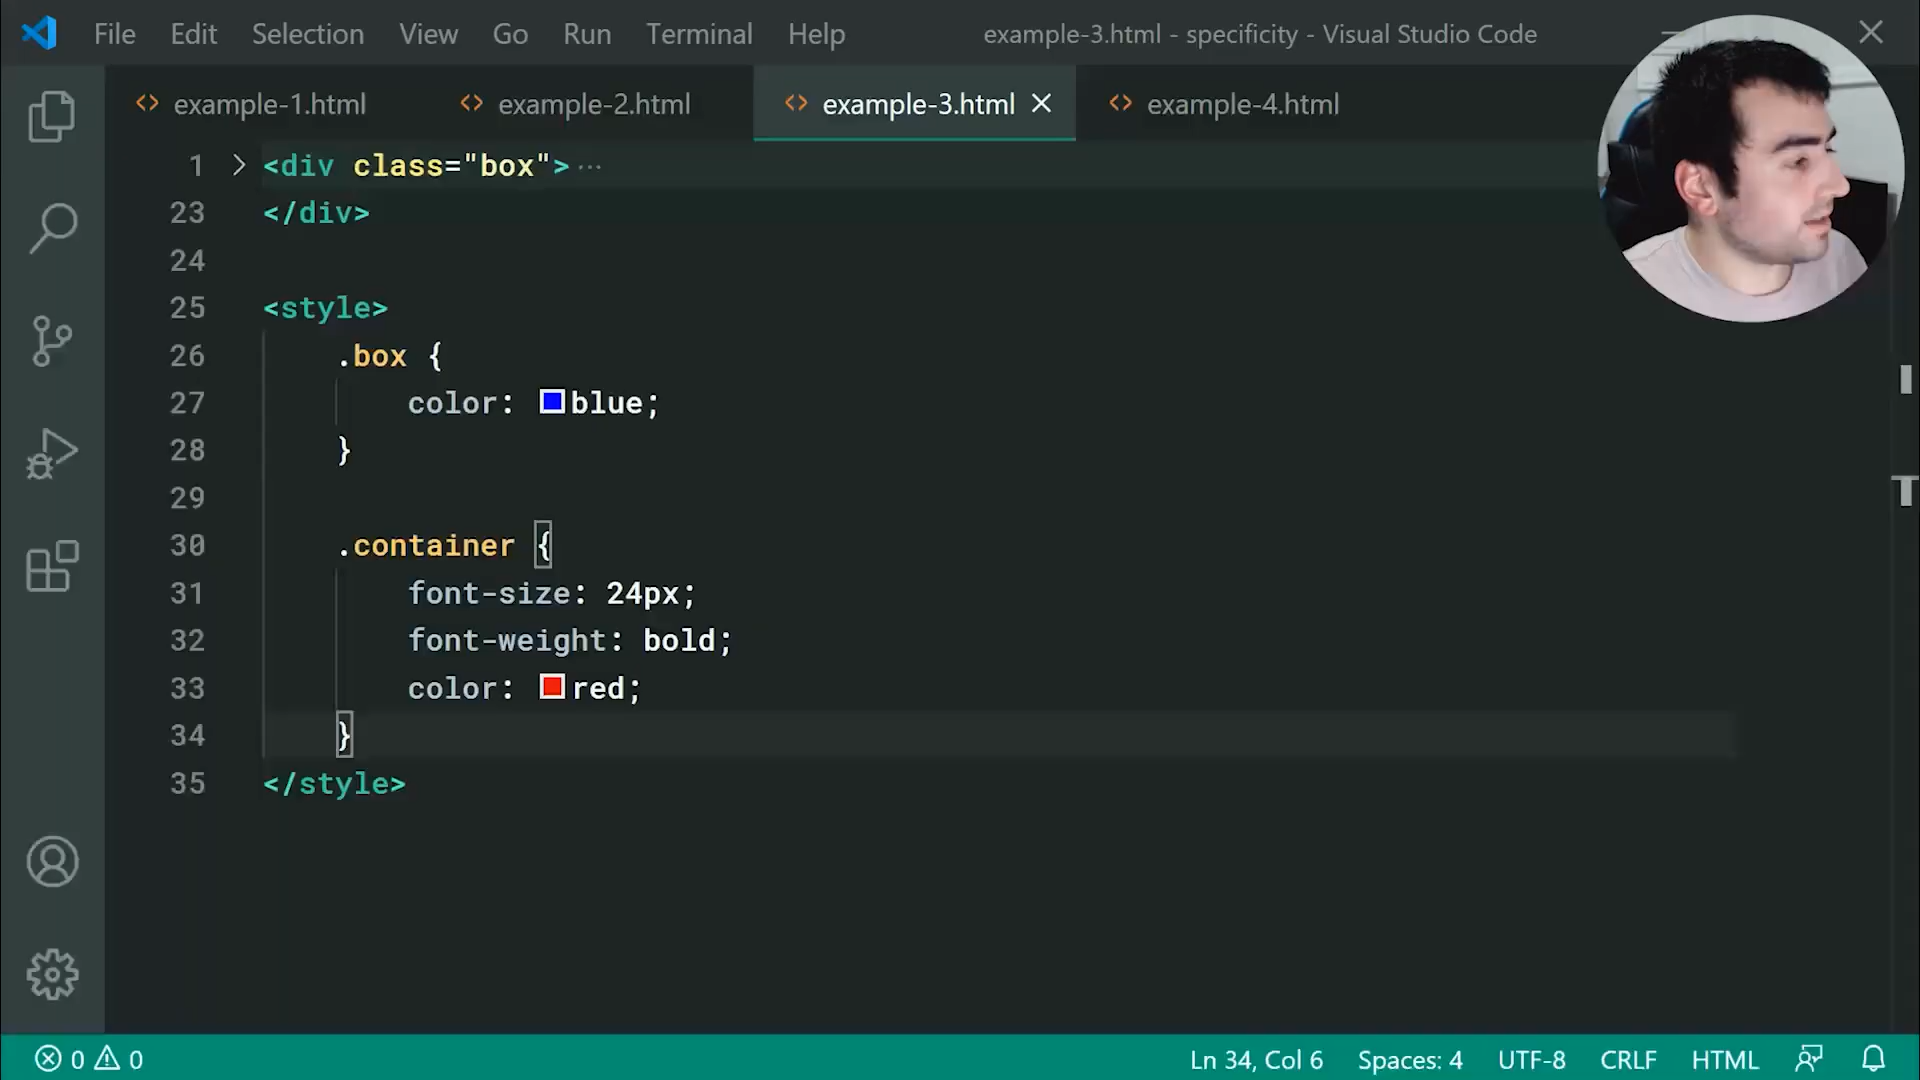 File Edit Selection View Go Run Terminal Help example-3.html - specificity - Visual Studio Code
example-1.html example-2.html example-3.html example-4.html
1 <div class="box">···
23 </div>
24
25 <style>
26 .box {
27 color: blue;
28 }
29
30 .container {
31 font-size: 24px;
32 font-weight: bold;
33 color: red;
34 }
35 </style>
0 0 Ln 34, Col 6 Spaces: 4 UTF-8 CRLF HTML